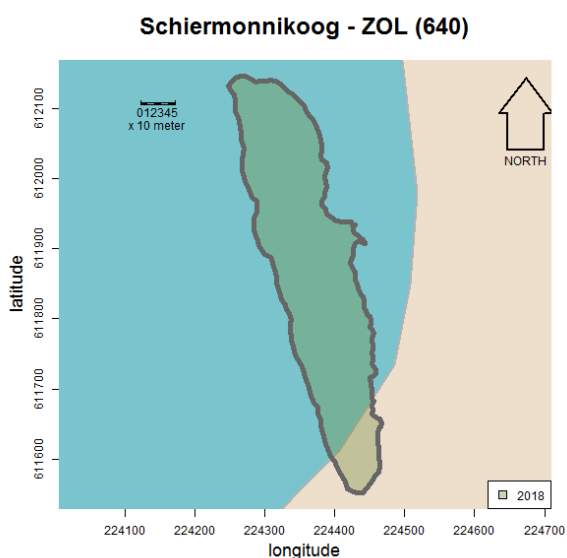 Schiermonnikoog - ZOL (640)
012345
x 10 meter
NORTH
latitude
612100
612000
611900
611800
611700
611600
2018
224100 224200 224300 224400 224500 224600 224700
longitude